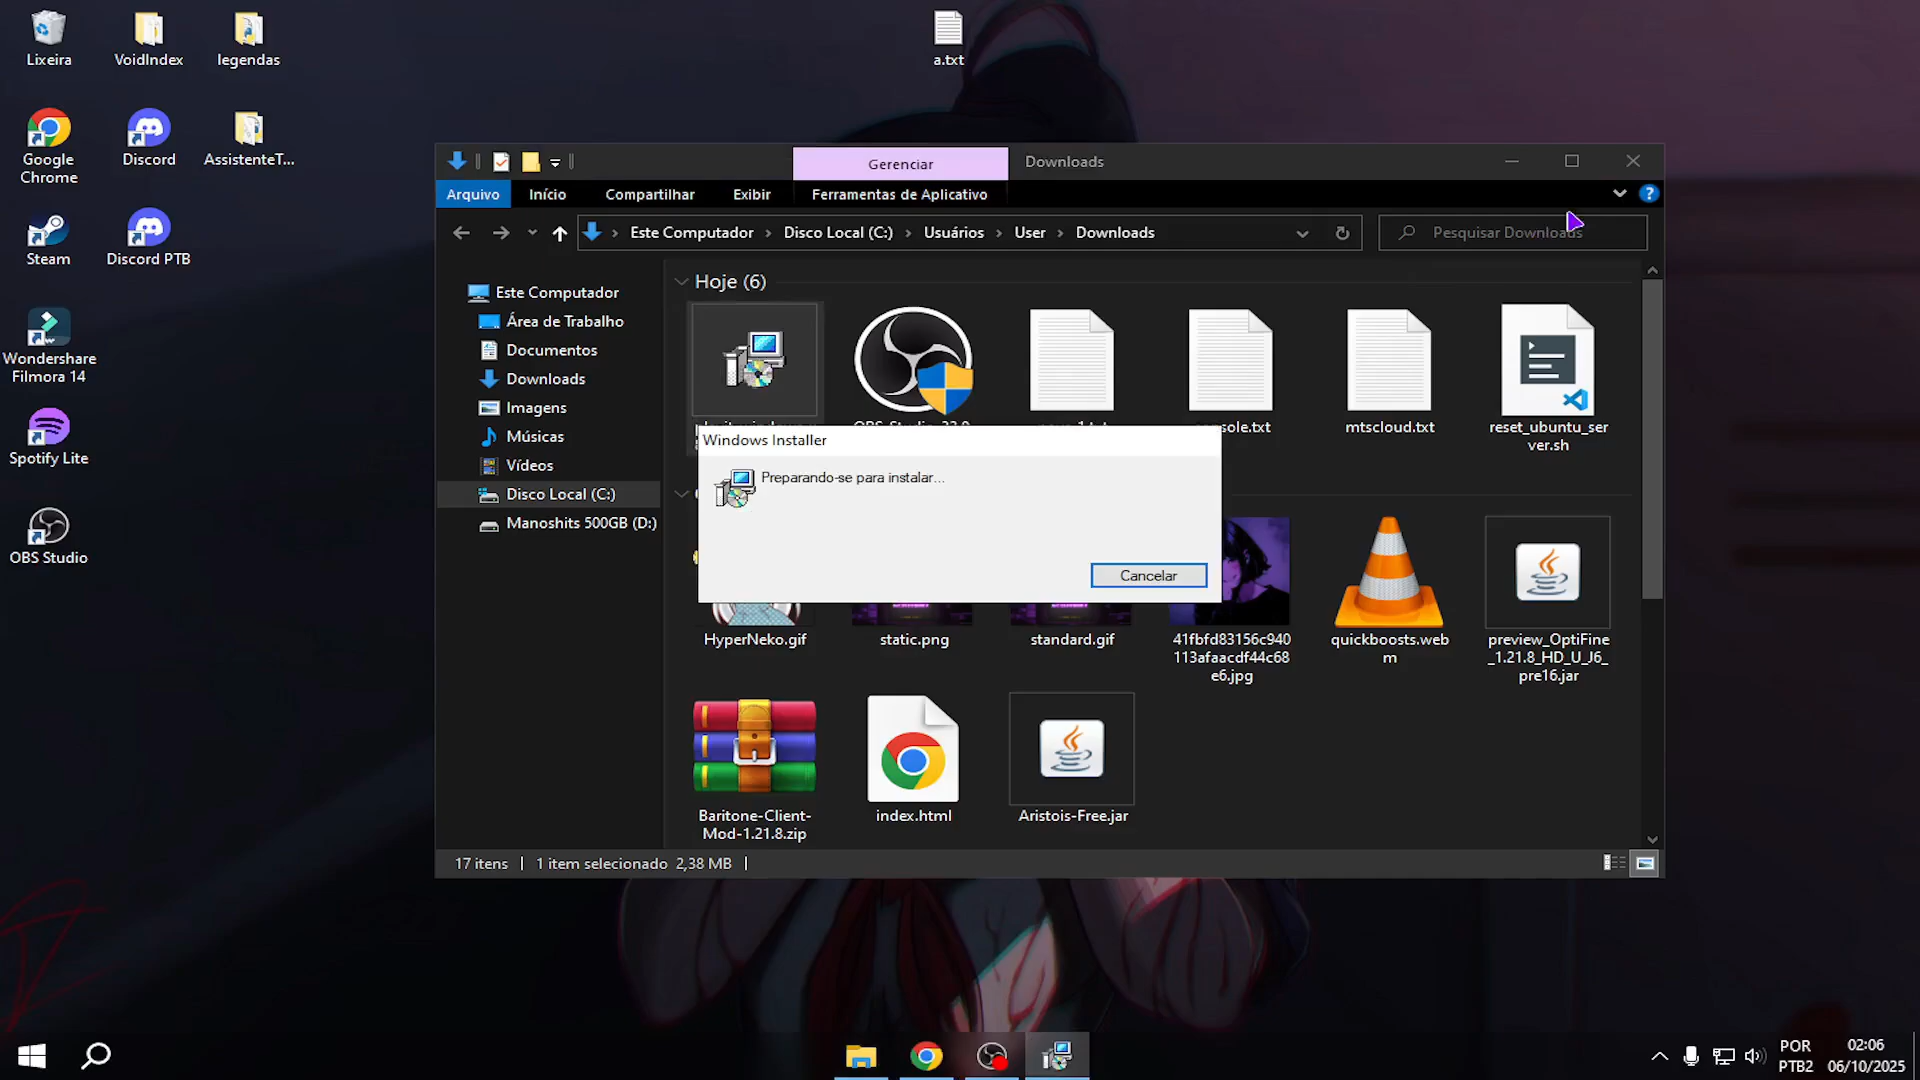 Lixeira
VoidIndex
legendas
a.txt
Google
Chrome
Discord
AssistenteT...
Steam
Discord PTB
Wondershare
Filmora 14
Spotify Lite
OBS Studio
Gerenciar
Downloads
Arquivo
Início
Compartilhar
Exibir
Ferramentas de Aplicativo
Este Computador
Disco Local (C:)
Usuários
User
Downloads
Pesquisar Downloads
Este Computador
Área de Trabalho
Documentos
Downloads
Imagens
Músicas
Vídeos
Disco Local (C:)
Manoshits 500GB (D:)
Hoje (6)
mtscloud.txt
reset_ubuntu_ser
ver.sh
Windows Installer
Preparando-se para instalar...
Cancelar
HyperNeko.gif
static.png
standard.gif
41fbfd83156c940
113afaacdf44c68
e6.jpg
quickboosts.web
m
preview_OptiFine
_1.21.8_HD_U_J6_
pre16.jar
Baritone-Client-
Mod-1.21.8.zip
index.html
Aristois-Free.jar
17 itens
1 item selecionado 2,38 MB
POR
PTB2
02:06
06/10/2025